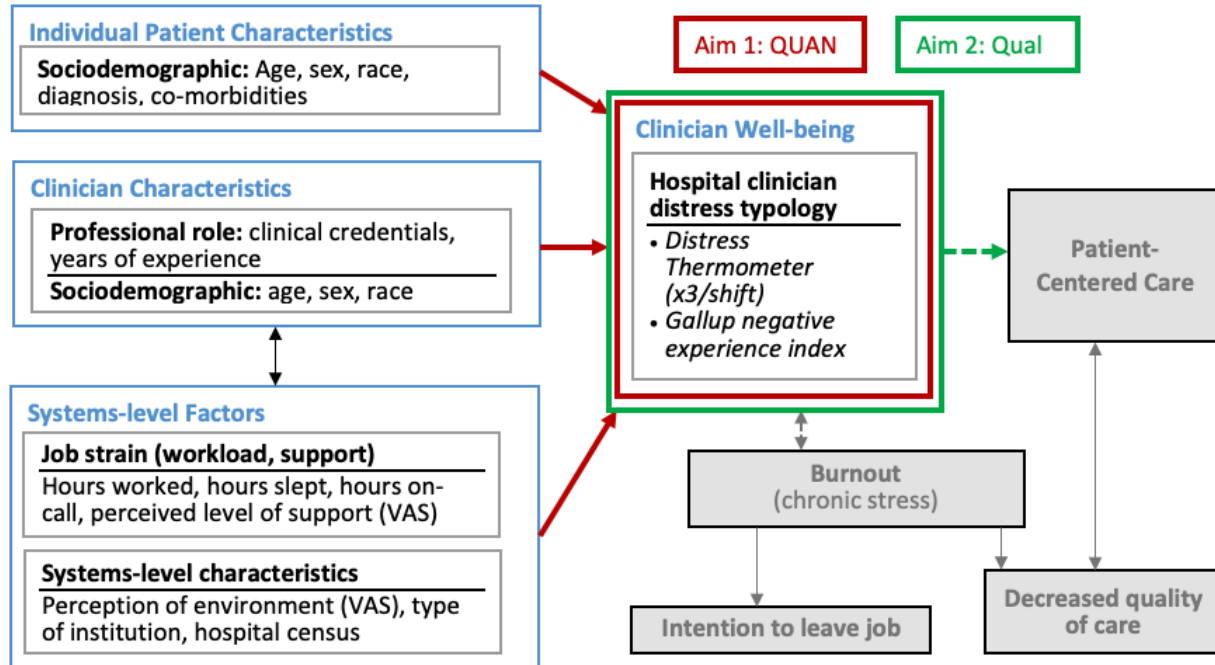 Individual Patient Characteristics
Sociodemographic: Age, sex, race,
diagnosis, co-morbidities
Clinician Characteristics
Professional role: clinical credentials,
years of experience
Sociodemographic: age, sex, race
Systems-level Factors
Job strain (workload, support)
Hours worked, hours slept, hours on-
call, perceived level of support (VAS)
Systems-level characteristics
Perception of environment (VAS), type
of institution, hospital census
Aim 1: QUAN
Aim 2: Qual
Clinician Well-being
Hospital clinician
distress typology
• Distress
Thermometer
(x3/shift)
• Gallup negative
experience index
Patient-
Centered Care
Burnout
(chronic stress)
Intention to leave job
Decreased quality
of care